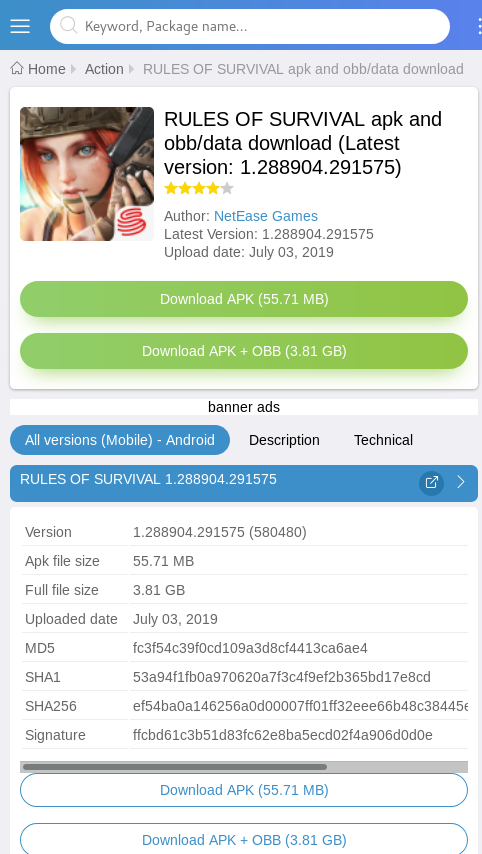 Keyword, Package name...
Home Action RULES OF SURVIVAL apk and obb/data download
RULES OF SURVIVAL apk and
obb/data download (Latest
version: 1.288904.291575)
Author: NetEase Games
Latest Version: 1.288904.291575
Upload date: July 03, 2019
Download APK (55.71 MB)
Download APK + OBB (3.81 GB)
banner ads
All versions (Mobile) - Android Description Technical
RULES OF SURVIVAL 1.288904.291575
Version 1.288904.291575 (580480)
Apk file size 55.71 MB
Full file size 3.81 GB
Uploaded date July 03, 2019
MD5 fc3f54c39f0cd109a3d8cf4413ca6ae4
SHA1 53a94f1fb0a970620a7f3c4f9ef2b365bd17e8cd
SHA256 ef54ba0a146256a0d00007ff01ff32eee66b48c38445e
Signature ffcbd61c3b51d83fc62e8ba5ecd02f4a906d0d0e
Download APK (55.71 MB)
Download APK + OBB (3.81 GB)